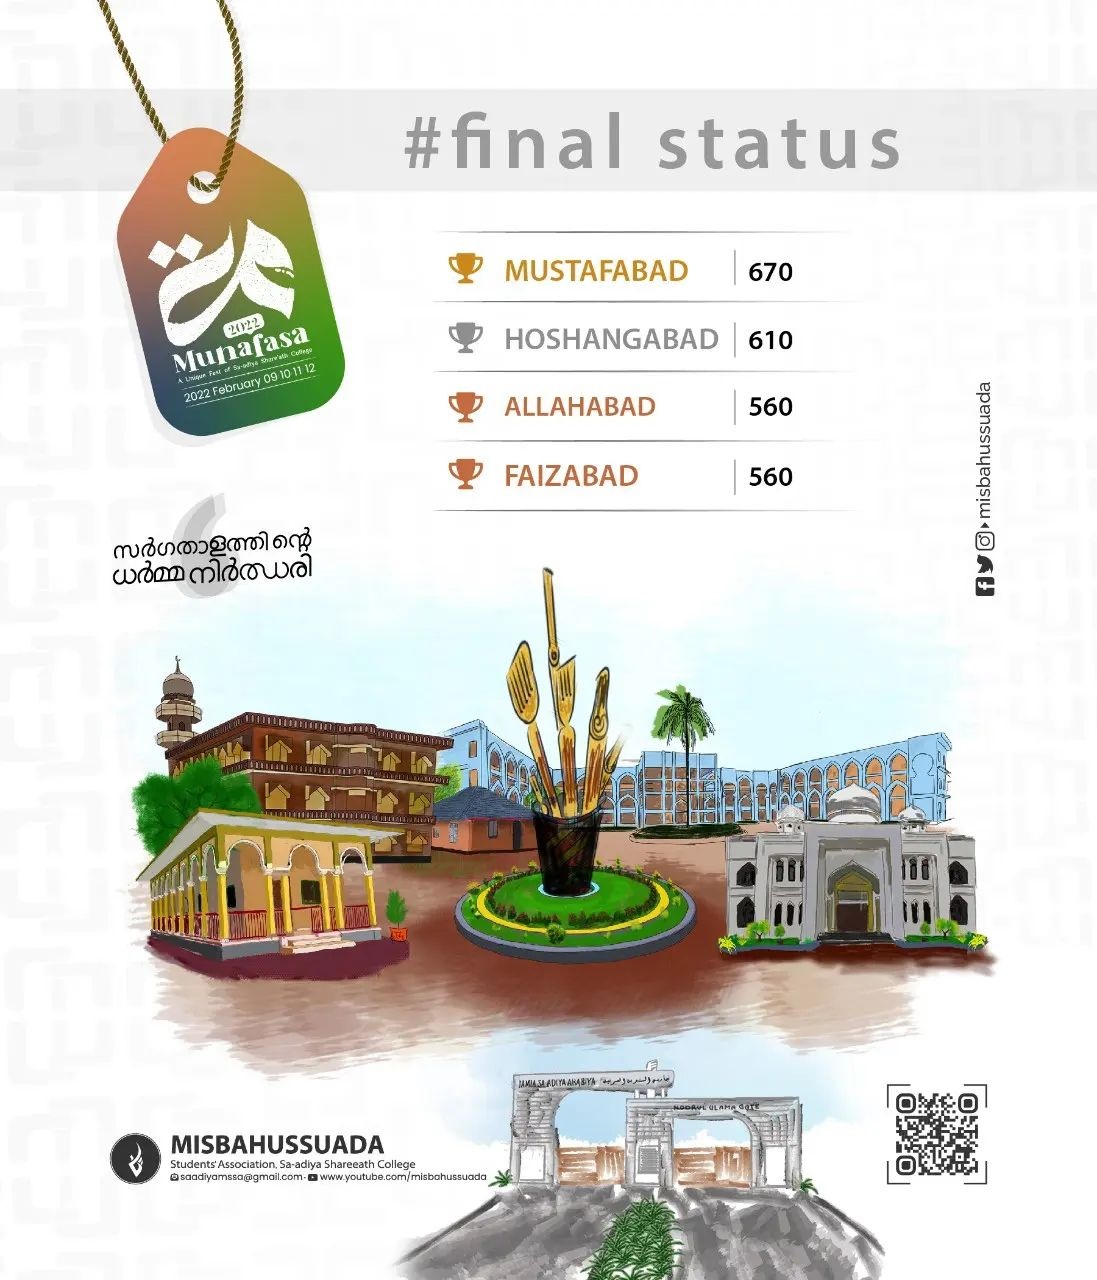 #final status
2022
Munafasa
A Unique Fest of Sa-adiya Shareeath College
2022 February 09 10 11 12
MUSTAFABAD 670
HOSHANGABAD 610
ALLAHABAD 560
FAIZABAD 560
misbahussuada
സർഗതാളത്തിന്റെ
ധർമ്മ നിർഝരി
JAMIA SA ADIYA ARABIYA
NOORUL ULAMA GATE
MISBAHUSSUADA
Students' Association, Sa-adiya Shareeath College
saadiyamssa@gmail.com - www.youtube.com/misbahussuada